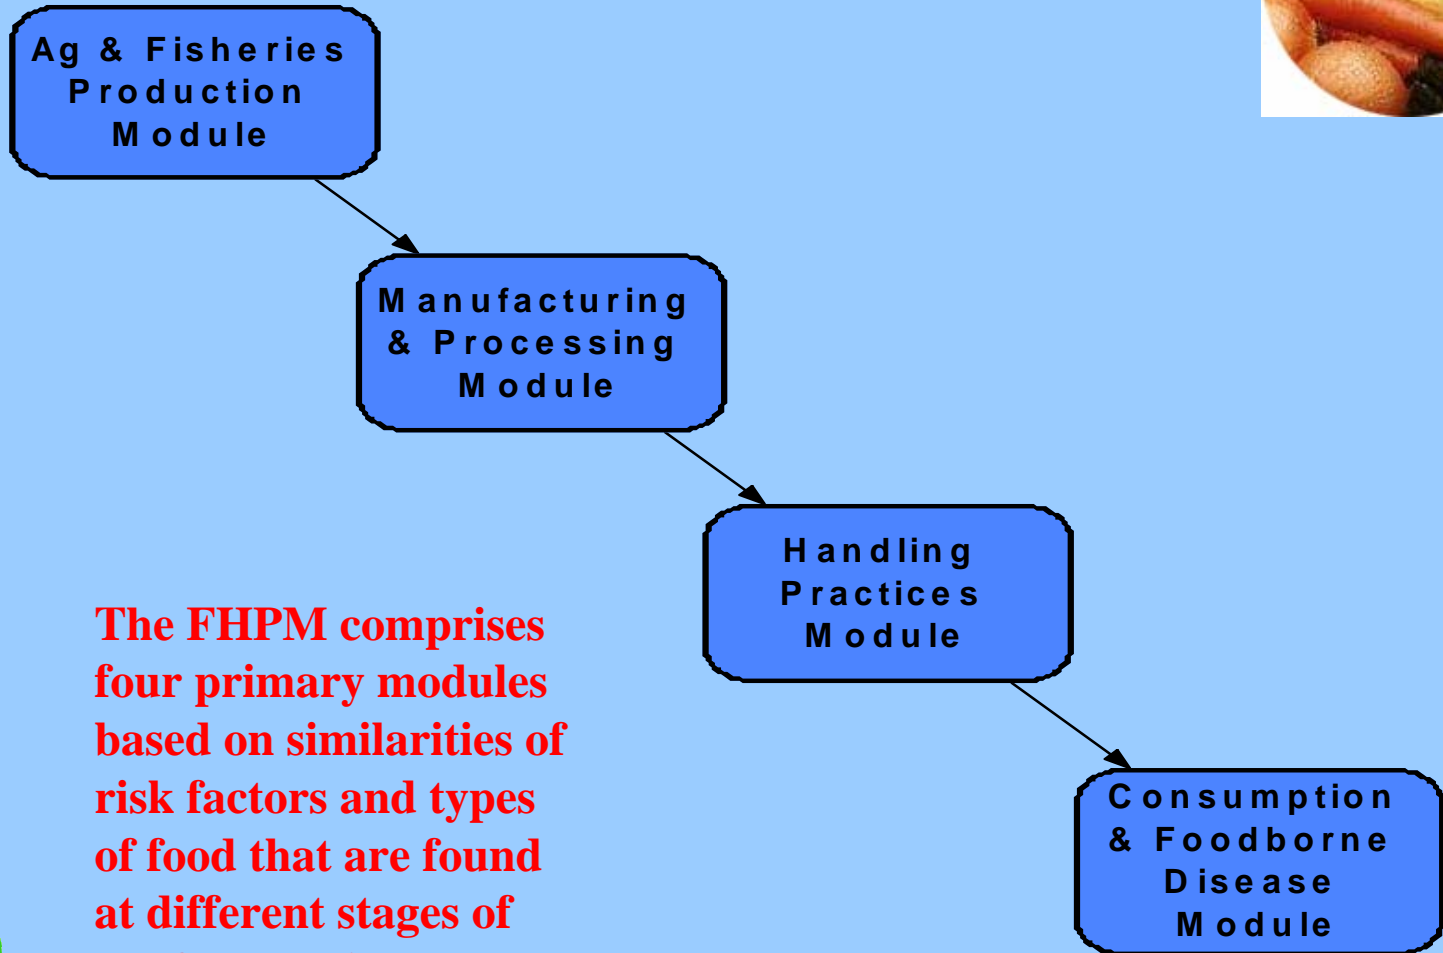 Ag & Fisheries
Production
Module
Manufacturing
& Processing
Module
Handling
Practices
Module
The FHPM comprises
four primary modules
based on similarities of
risk factors and types
of food that are found
at different stages of
Consumption
& Foodborne
Disease
Module